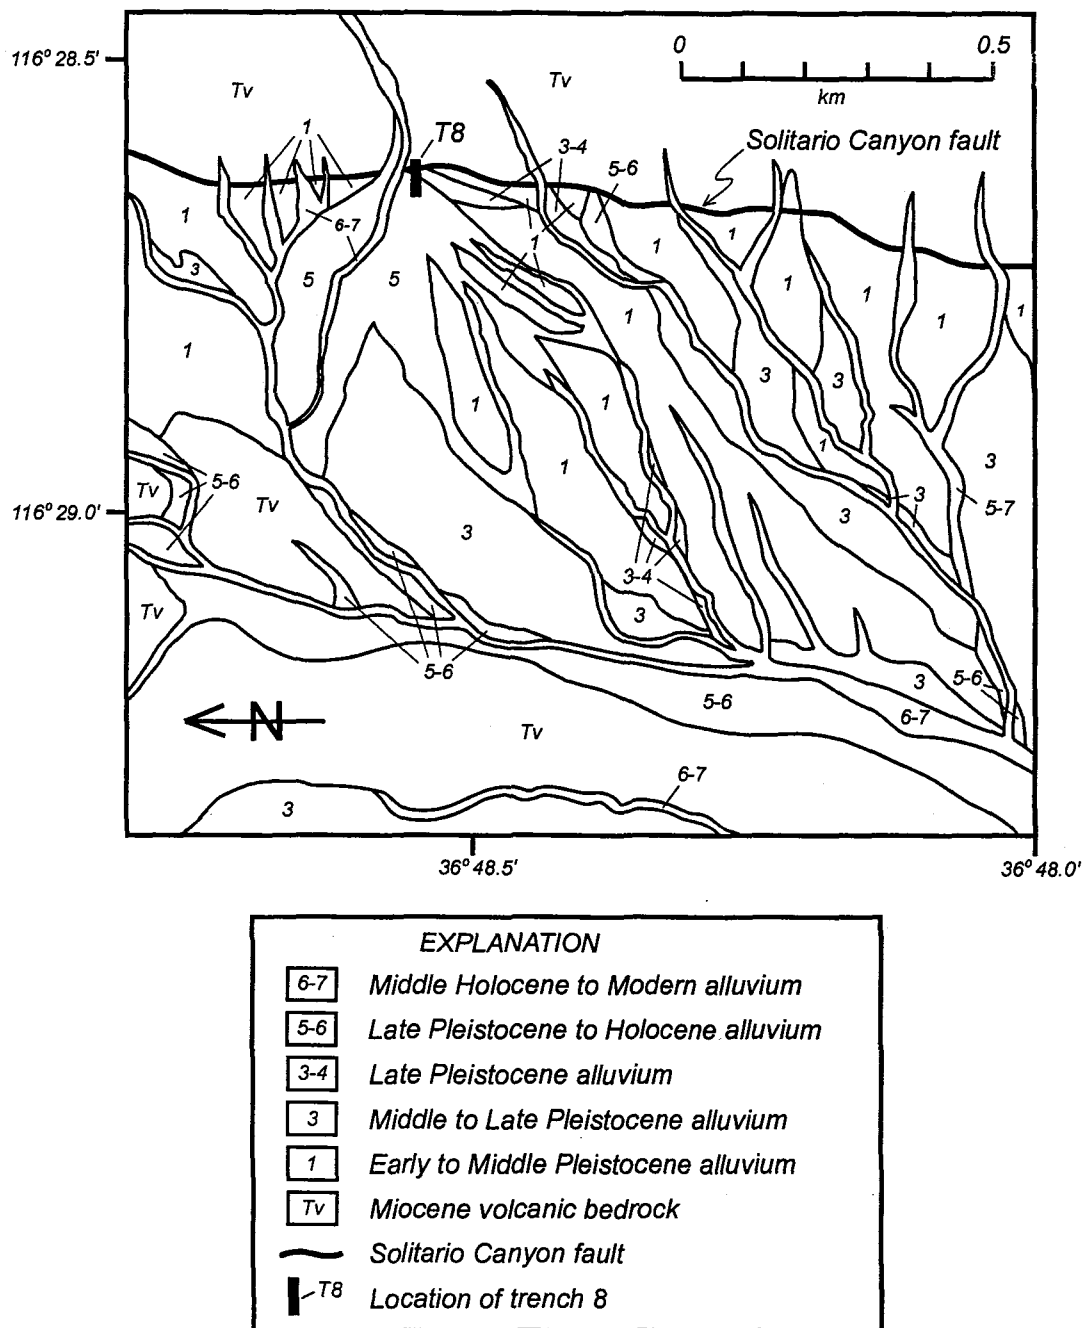 0 0.5
116° 28.5'
Tv
Tv
km
1
T8
3-4
Solitario Canyon fault
5-6
1
6-7
1
1
1
3
5
5
1
1
1
1
1
1
1
3
3
1
1
1
1
3
5-6
Tv
Tv
3
5-7
116° 29.0'
3
3
3-4
Tv
3
5-6
3
5-6
5-6
6-7
N
Tv
6-7
3
36° 48.5'
36° 48.0'
EXPLANATION
6-7 Middle Holocene to Modern alluvium
5-6 Late Pleistocene to Holocene alluvium
3-4 Late Pleistocene alluvium
3 Middle to Late Pleistocene alluvium
1 Early to Middle Pleistocene alluvium
Tv Miocene volcanic bedrock
Solitario Canyon fault
T8 Location of trench 8